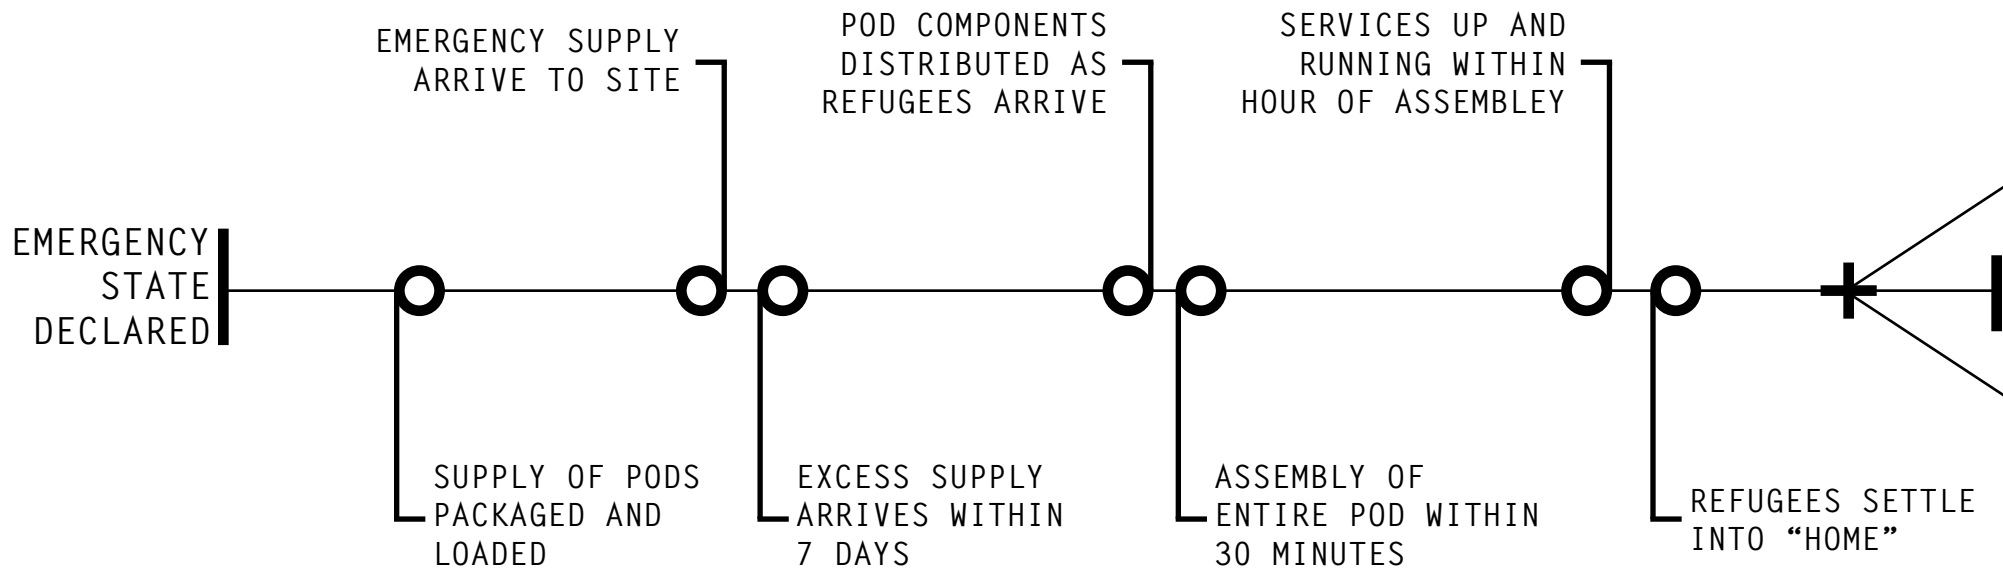 EMERGENCY
STATE
DECLARED
SUPPLY OF PODS
PACKAGED AND
LOADED
EMERGENCY SUPPLY
ARRIVE TO SITE
EXCESS SUPPLY
ARRIVES WITHIN
7 DAYS
POD COMPONENTS
DISTRIBUTED AS
REFUGEES ARRIVE
ASSEMBLY OF
ENTIRE POD WITHIN
30 MINUTES
SERVICES UP AND
RUNNING WITHIN
HOUR OF ASSEMBLEY
REFUGEES SETTLE
INTO “HOME”